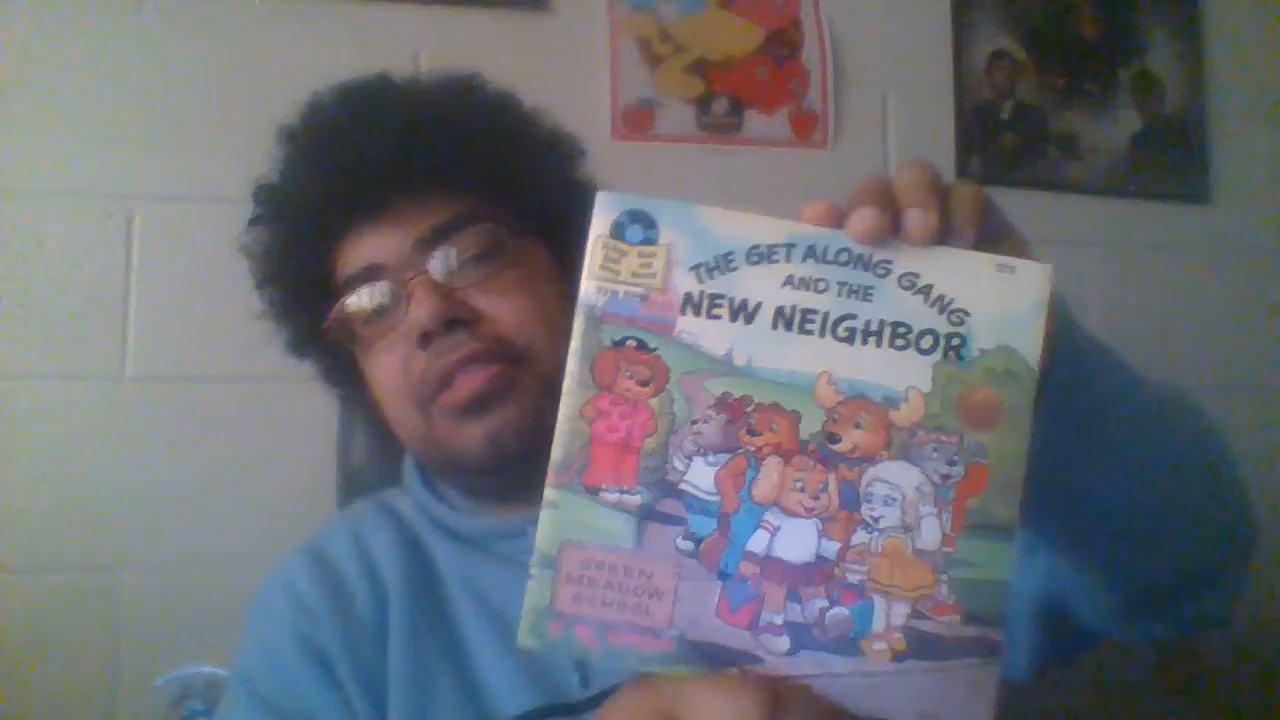 THE GET ALONG GANG
AND THE
NEW NEIGHBOR
GREEN
MEADOW
SCHOOL